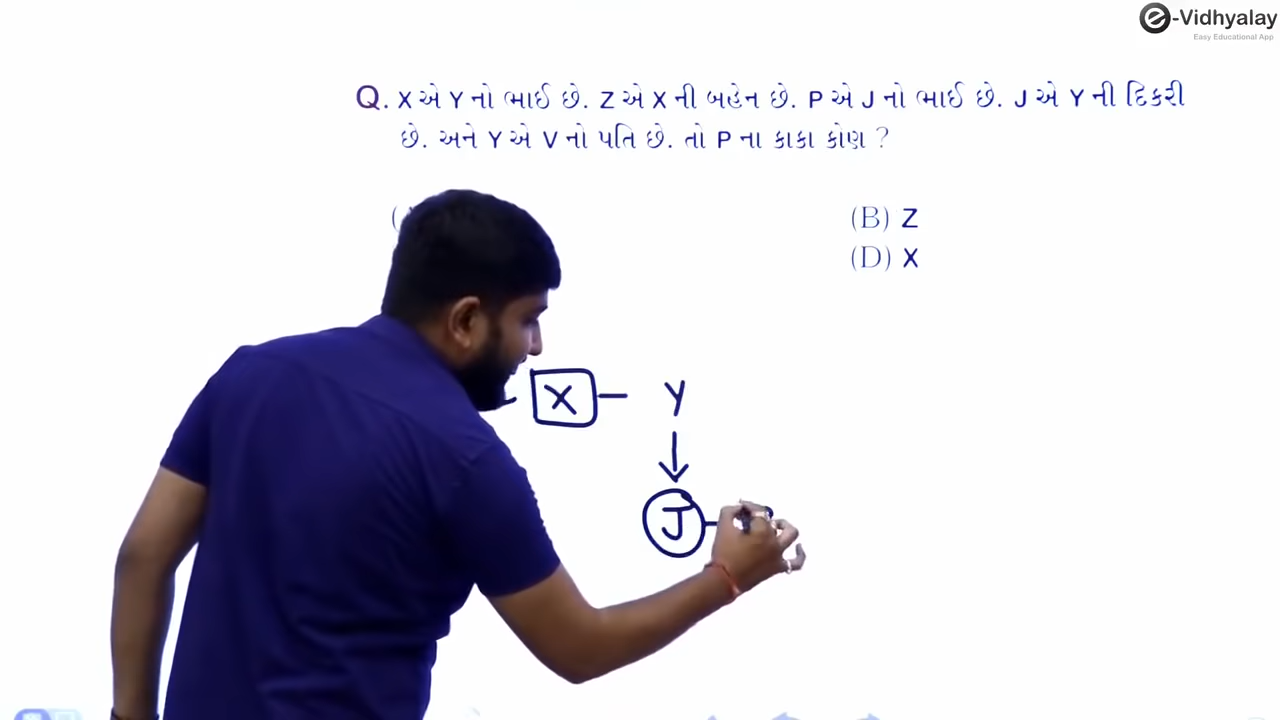 e-Vidhyalay
Easy Educational App
Q. X એ Y નો ભાઈ છે. Z એ X ની બહેન છે. P એ J નો ભાઈ છે. J એ Y ની દિકરી
છે. અને Y એ V નો પતિ છે. તો P ના કાકા કોણ ?
(B) Z
(D) X
X – Y
J